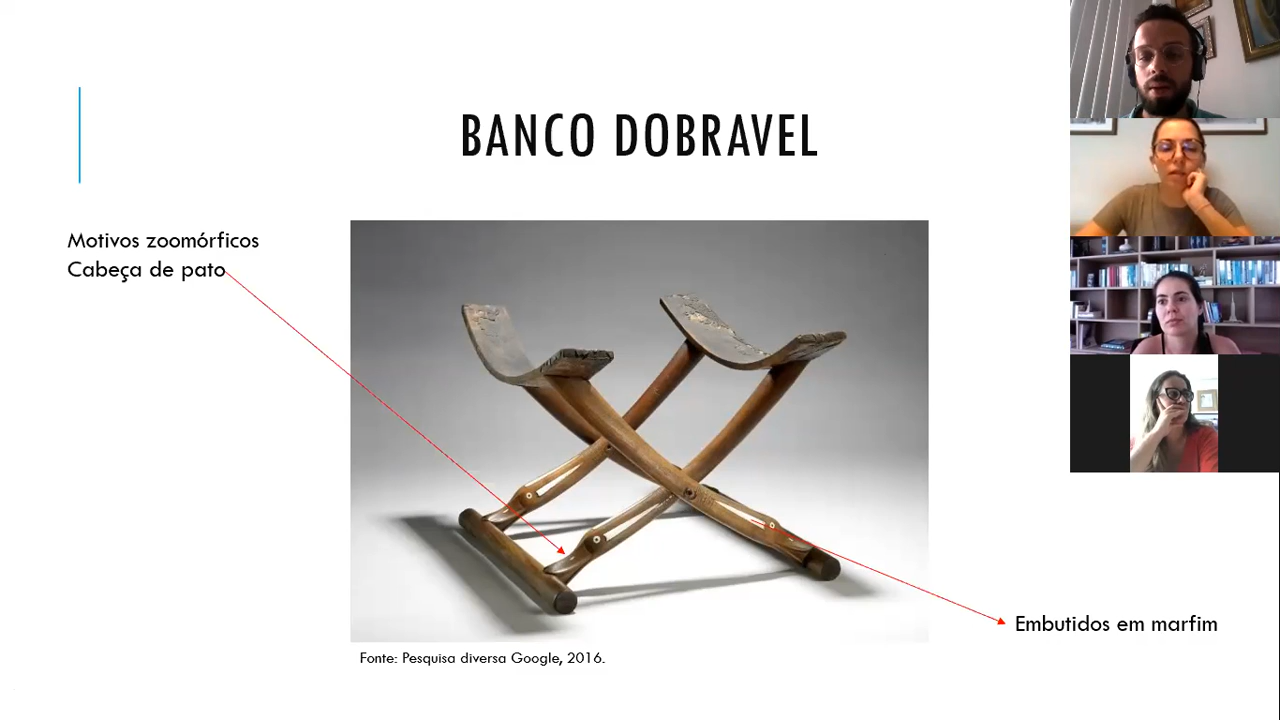 BANCO DOBRAVEL
Motivos zoomórficos
Cabeça de pato
Embutidos em marfim
Fonte: Pesquisa diversa Google, 2016.